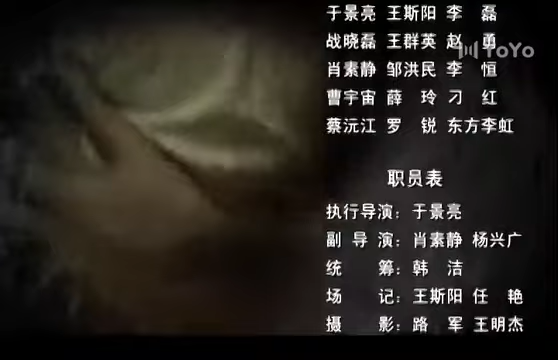 于景亮 王斯阳 李 磊
战晓磊 王群英 赵 勇
ToYo
肖素静 邹洪民 李 恒
曹宇宙 薛 玲 刁 红
蔡沅江 罗 锐 东方李虹
职员表
执行导演：于景亮
副 导 演：肖素静 杨兴广
统 筹：韩 洁
场 记：王斯阳 任 艳
摄 影：路 军 王明杰